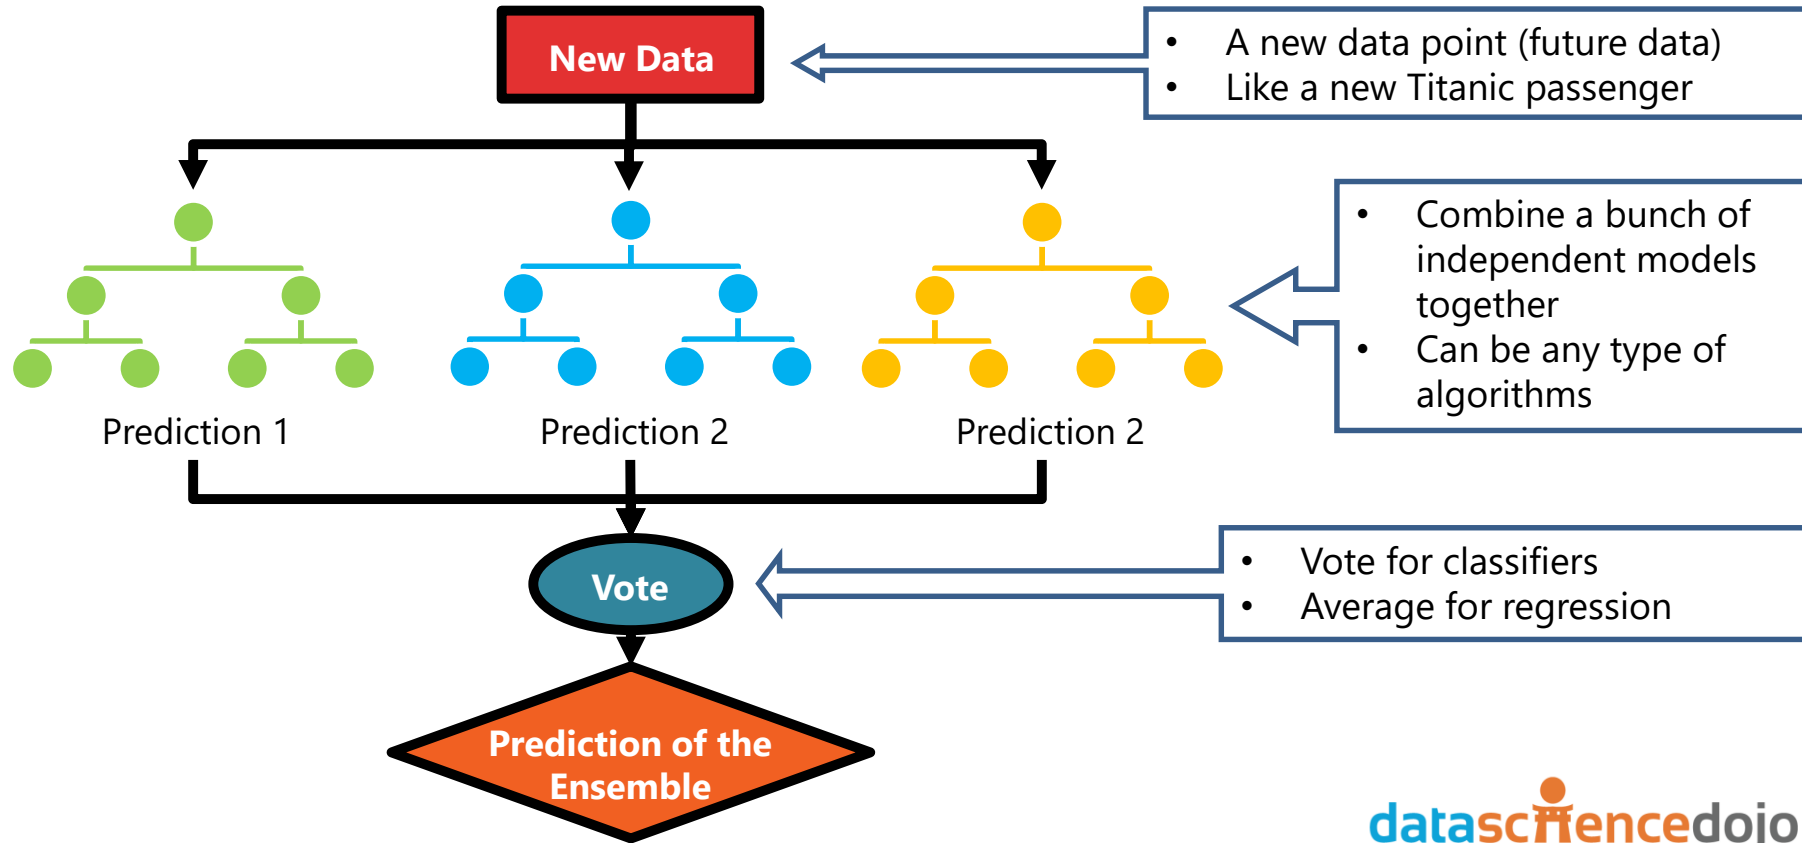 New Data
• A new data point (future data)
• Like a new Titanic passenger
• Combine a bunch of
independent models
together
• Can be any type of
algorithms
Prediction 1
Prediction 2
Prediction 2
Vote
• Vote for classifiers
• Average for regression
Prediction of the
Ensemble
datasciencedojo